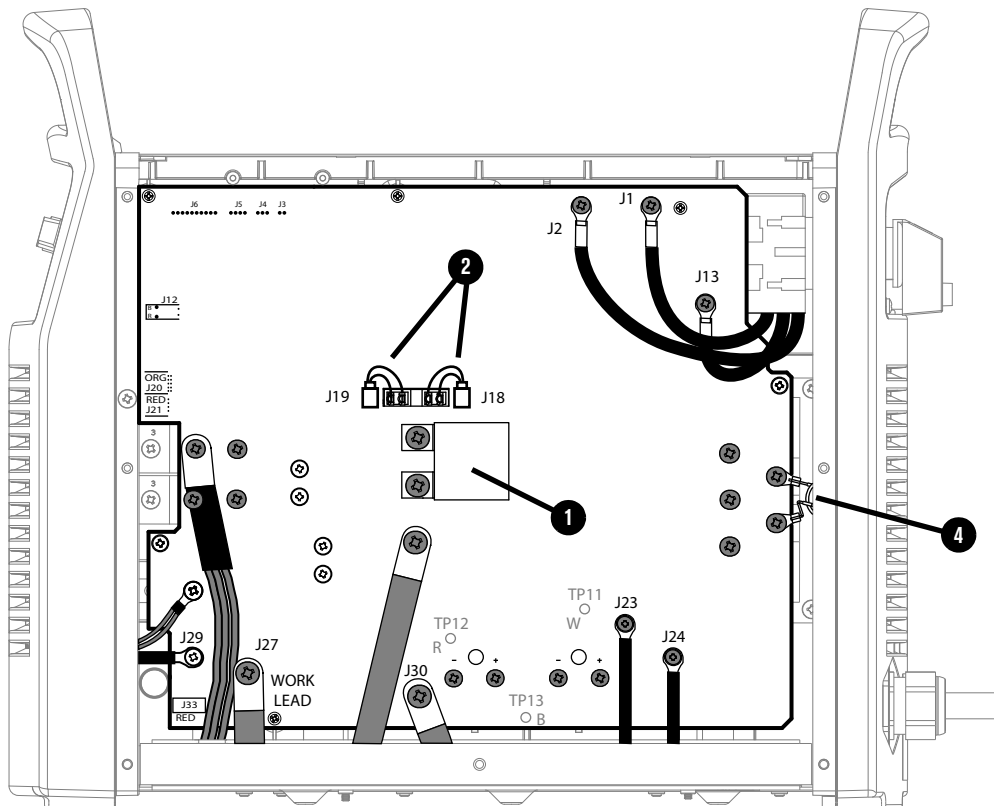 J6
J5
J4
J3
J1
J2
2
J13
J12
B
R
ORG
J20
RED
J21
J19
J18
3
3
1
4
TP11
W
J23
TP12
R
J24
J29
J27
WORK
LEAD
- +
- +
J30
J33
RED
TP13
B